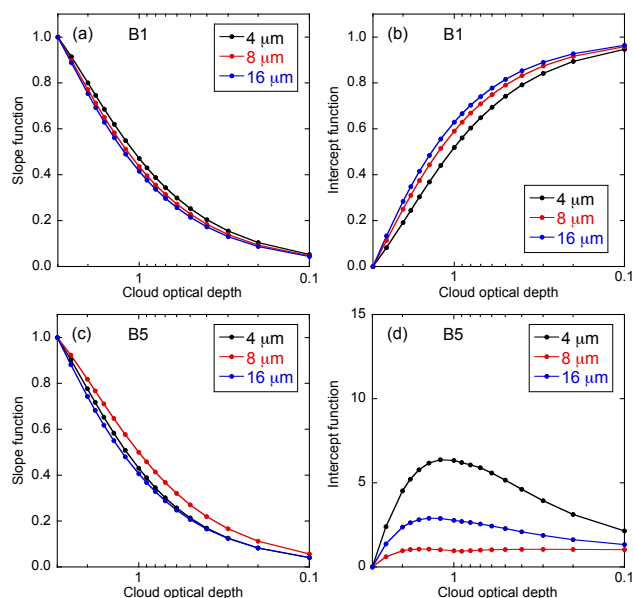 (a) B1
4 μm
8 μm
16 μm
1.0
0.8
0.6
0.4
0.2
0.0
Slope function
1
0.1
Cloud optical depth
(b) B1
4 μm
8 μm
16 μm
1.0
0.8
0.6
0.4
0.2
0.0
Intercept function
1
0.1
Cloud optical depth
(c) B5
4 μm
8 μm
16 μm
1.0
0.8
0.6
0.4
0.2
0.0
Slope function
1
0.1
Cloud optical depth
(d) B5
4 μm
8 μm
16 μm
15
10
5
0
Intercept function
1
0.1
Cloud optical depth